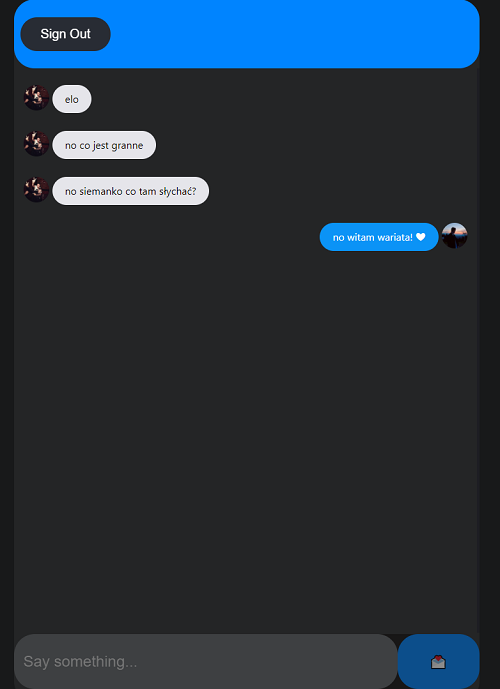 Sign Out
elo
no co jest granne
no siemanko co tam słychać?
no witam wariata! 🤍
Say something...